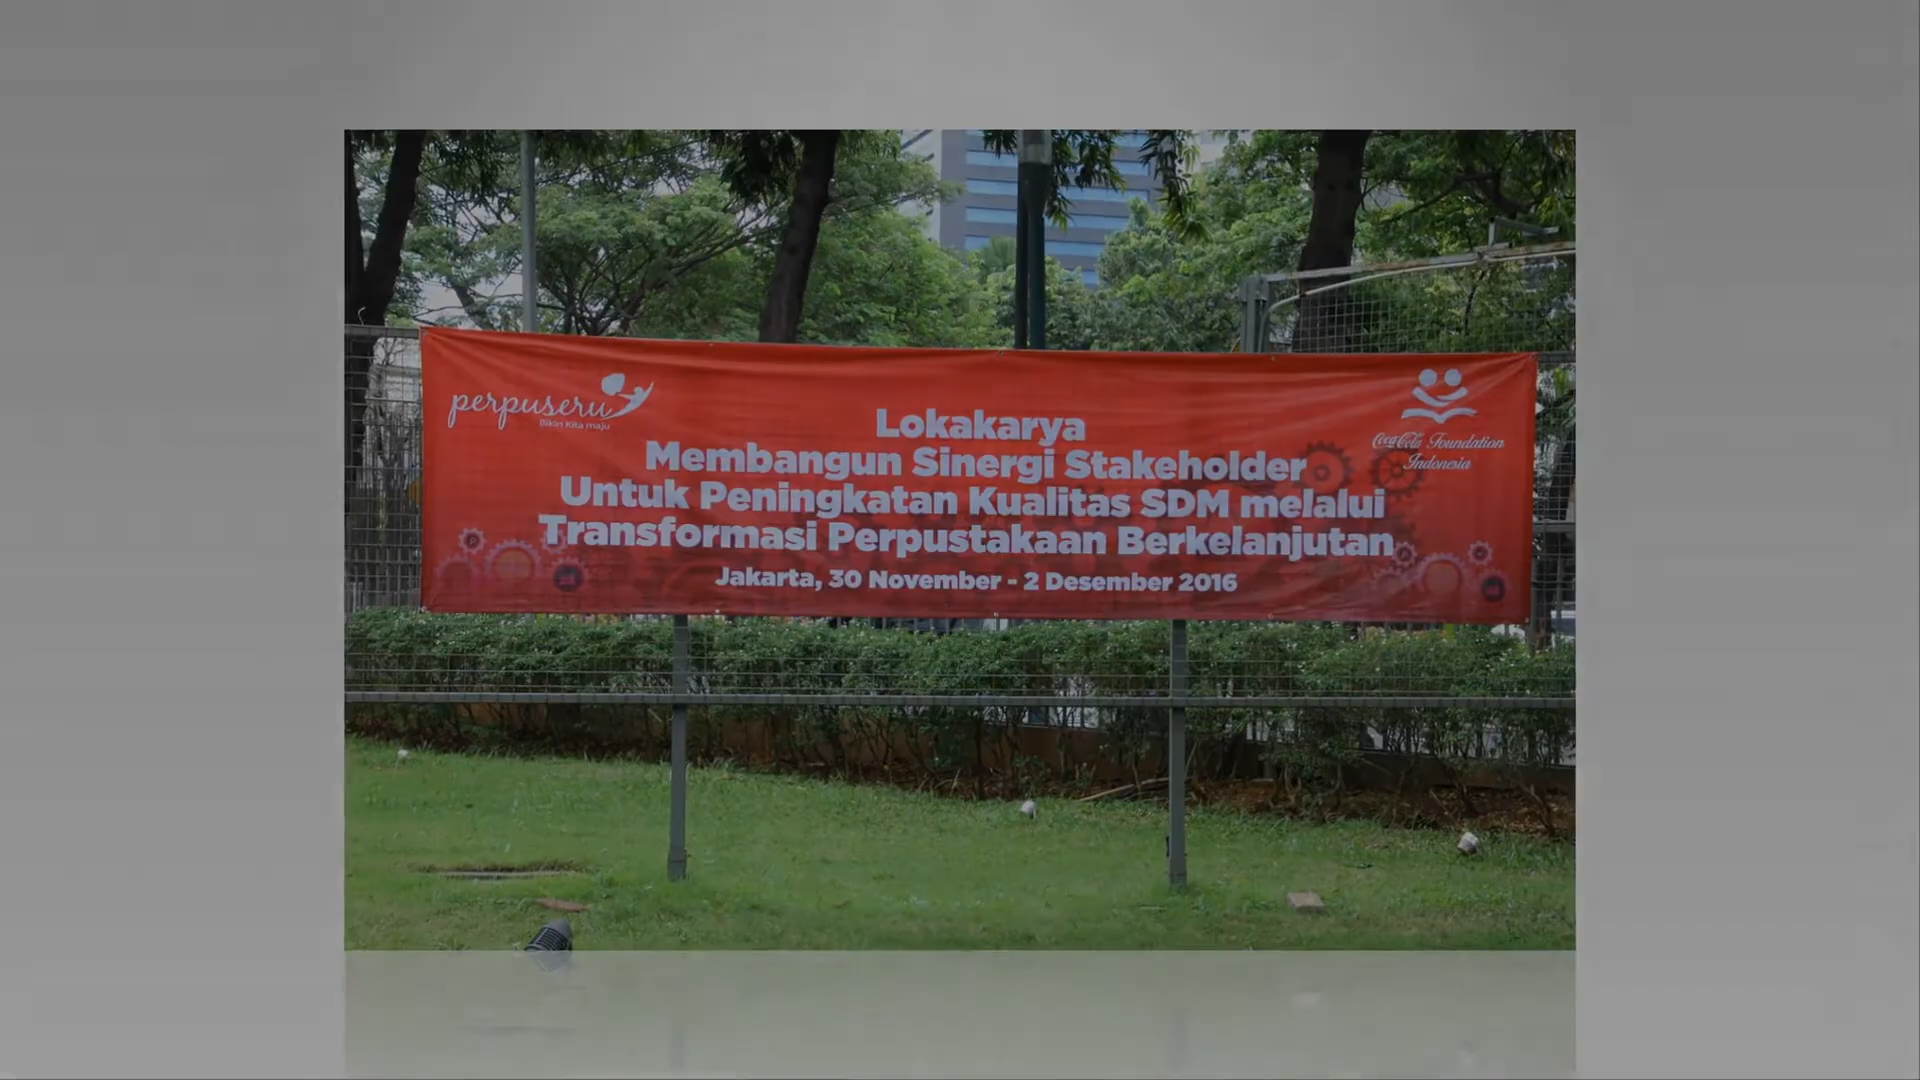 perpuseru
Bikin Kita maju
Coca-Cola Foundation
Indonesia
Lokakarya
Membangun Sinergi Stakeholder
Untuk Peningkatan Kualitas SDM melalui
Transformasi Perpustakaan Berkelanjutan
Jakarta, 30 November - 2 Desember 2016